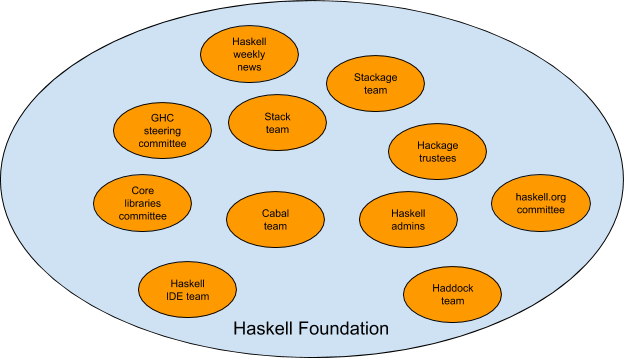 Haskell
weekly
news
Stackage
team
GHC
steering
committee
Stack
team
Hackage
trustees
Core
libraries
committee
Cabal
team
Haskell
admins
haskell.org
committee
Haskell
IDE team
Haddock
team
Haskell Foundation